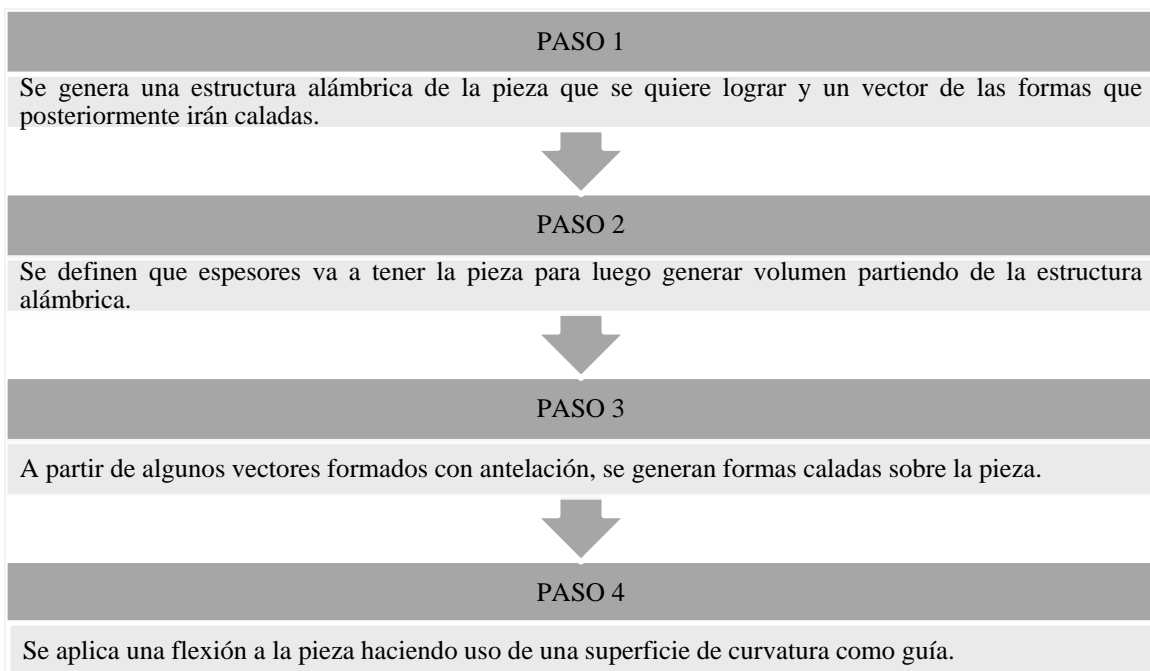 PASO 1
Se genera una estructura alámbrica de la pieza que se quiere lograr y un vector de las formas que
posteriormente irán caladas.
PASO 2
Se definen que espesores va a tener la pieza para luego generar volumen partiendo de la estructura
alámbrica.
PASO 3
A partir de algunos vectores formados con antelación, se generan formas caladas sobre la pieza.
PASO 4
Se aplica una flexión a la pieza haciendo uso de una superficie de curvatura como guía.